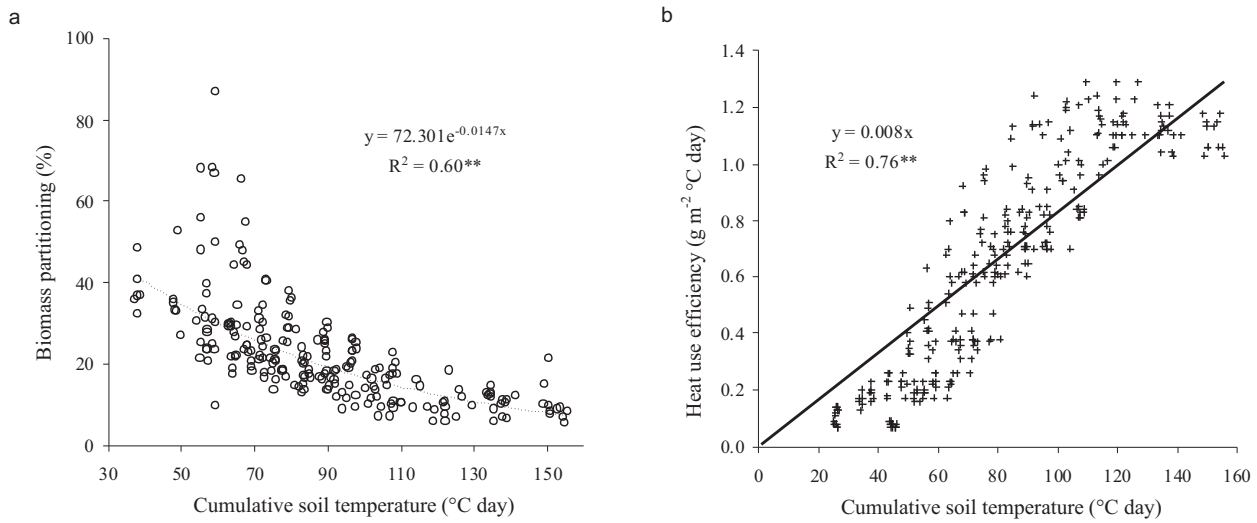 a
100
80
60
40
20
0
Biomass partitioning (%)
y = 72.301e^-0.0147x
R² = 0.60**
30 50 70 90 110 130 150
Cumulative soil temperature (°C day)
b
1.4
1.2
1.0
0.8
0.6
0.4
0.2
0.0
Heat use efficiency (g m⁻² °C day)
y = 0.008x
R² = 0.76**
0 20 40 60 80 100 120 140 160
Cumulative soil temperature (°C day)